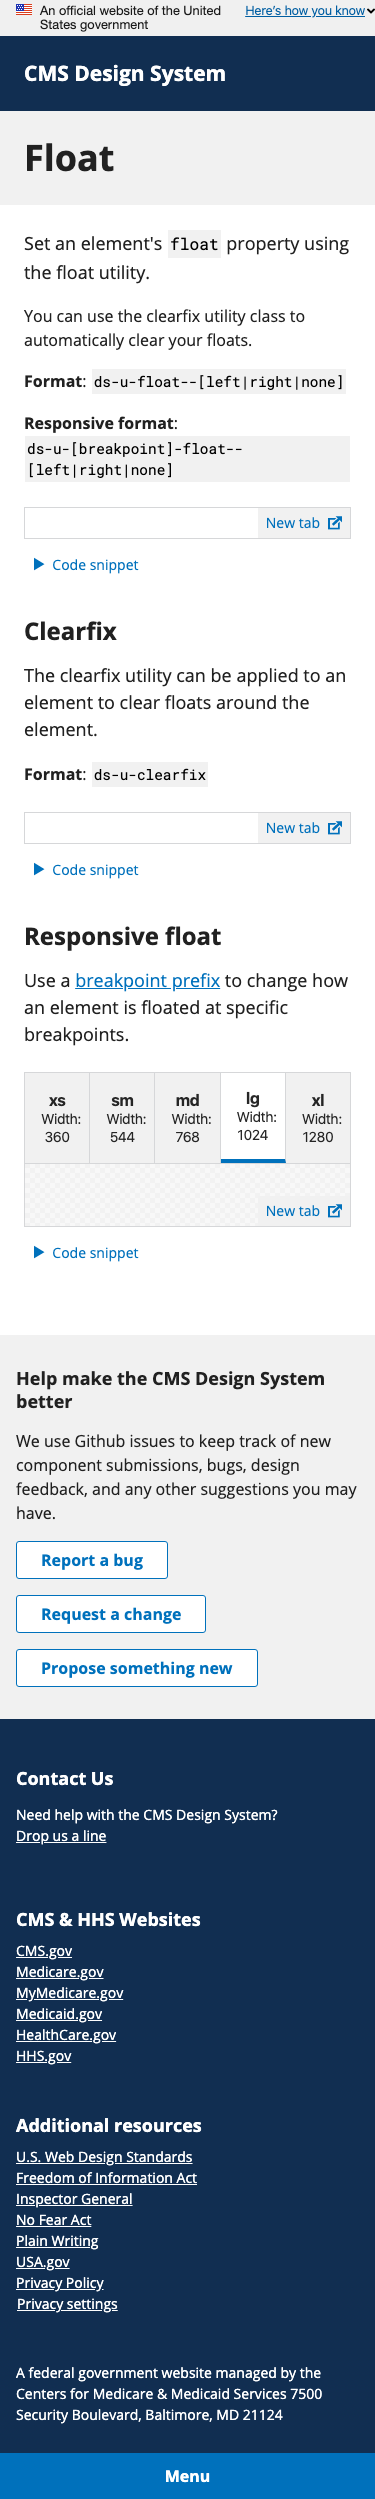 An official website of the United
States government
Here's how you know
CMS Design System
Float
Set an element's float property using
the float utility.
You can use the clearfix utility class to
automatically clear your floats.
Format: ds-u-float--[left|right|none]
Responsive format:
ds-u-[breakpoint]-float--
[left|right|none]
New tab
Code snippet
Clearfix
The clearfix utility can be applied to an
element to clear floats around the
element.
Format: ds-u-clearfix
New tab
Code snippet
Responsive float
Use a breakpoint prefix to change how
an element is floated at specific
breakpoints.
xs
Width:
360
sm
Width:
544
md
Width:
768
lg
Width:
1024
xl
Width:
1280
New tab
Code snippet
Help make the CMS Design System
better
We use Github issues to keep track of new
component submissions, bugs, design
feedback, and any other suggestions you may
have.
Report a bug
Request a change
Propose something new
Contact Us
Need help with the CMS Design System?
Drop us a line
CMS & HHS Websites
CMS.gov
Medicare.gov
MyMedicare.gov
Medicaid.gov
HealthCare.gov
HHS.gov
Additional resources
U.S. Web Design Standards
Freedom of Information Act
Inspector General
No Fear Act
Plain Writing
USA.gov
Privacy Policy
Privacy settings
A federal government website managed by the
Centers for Medicare & Medicaid Services 7500
Security Boulevard, Baltimore, MD 21124
Menu